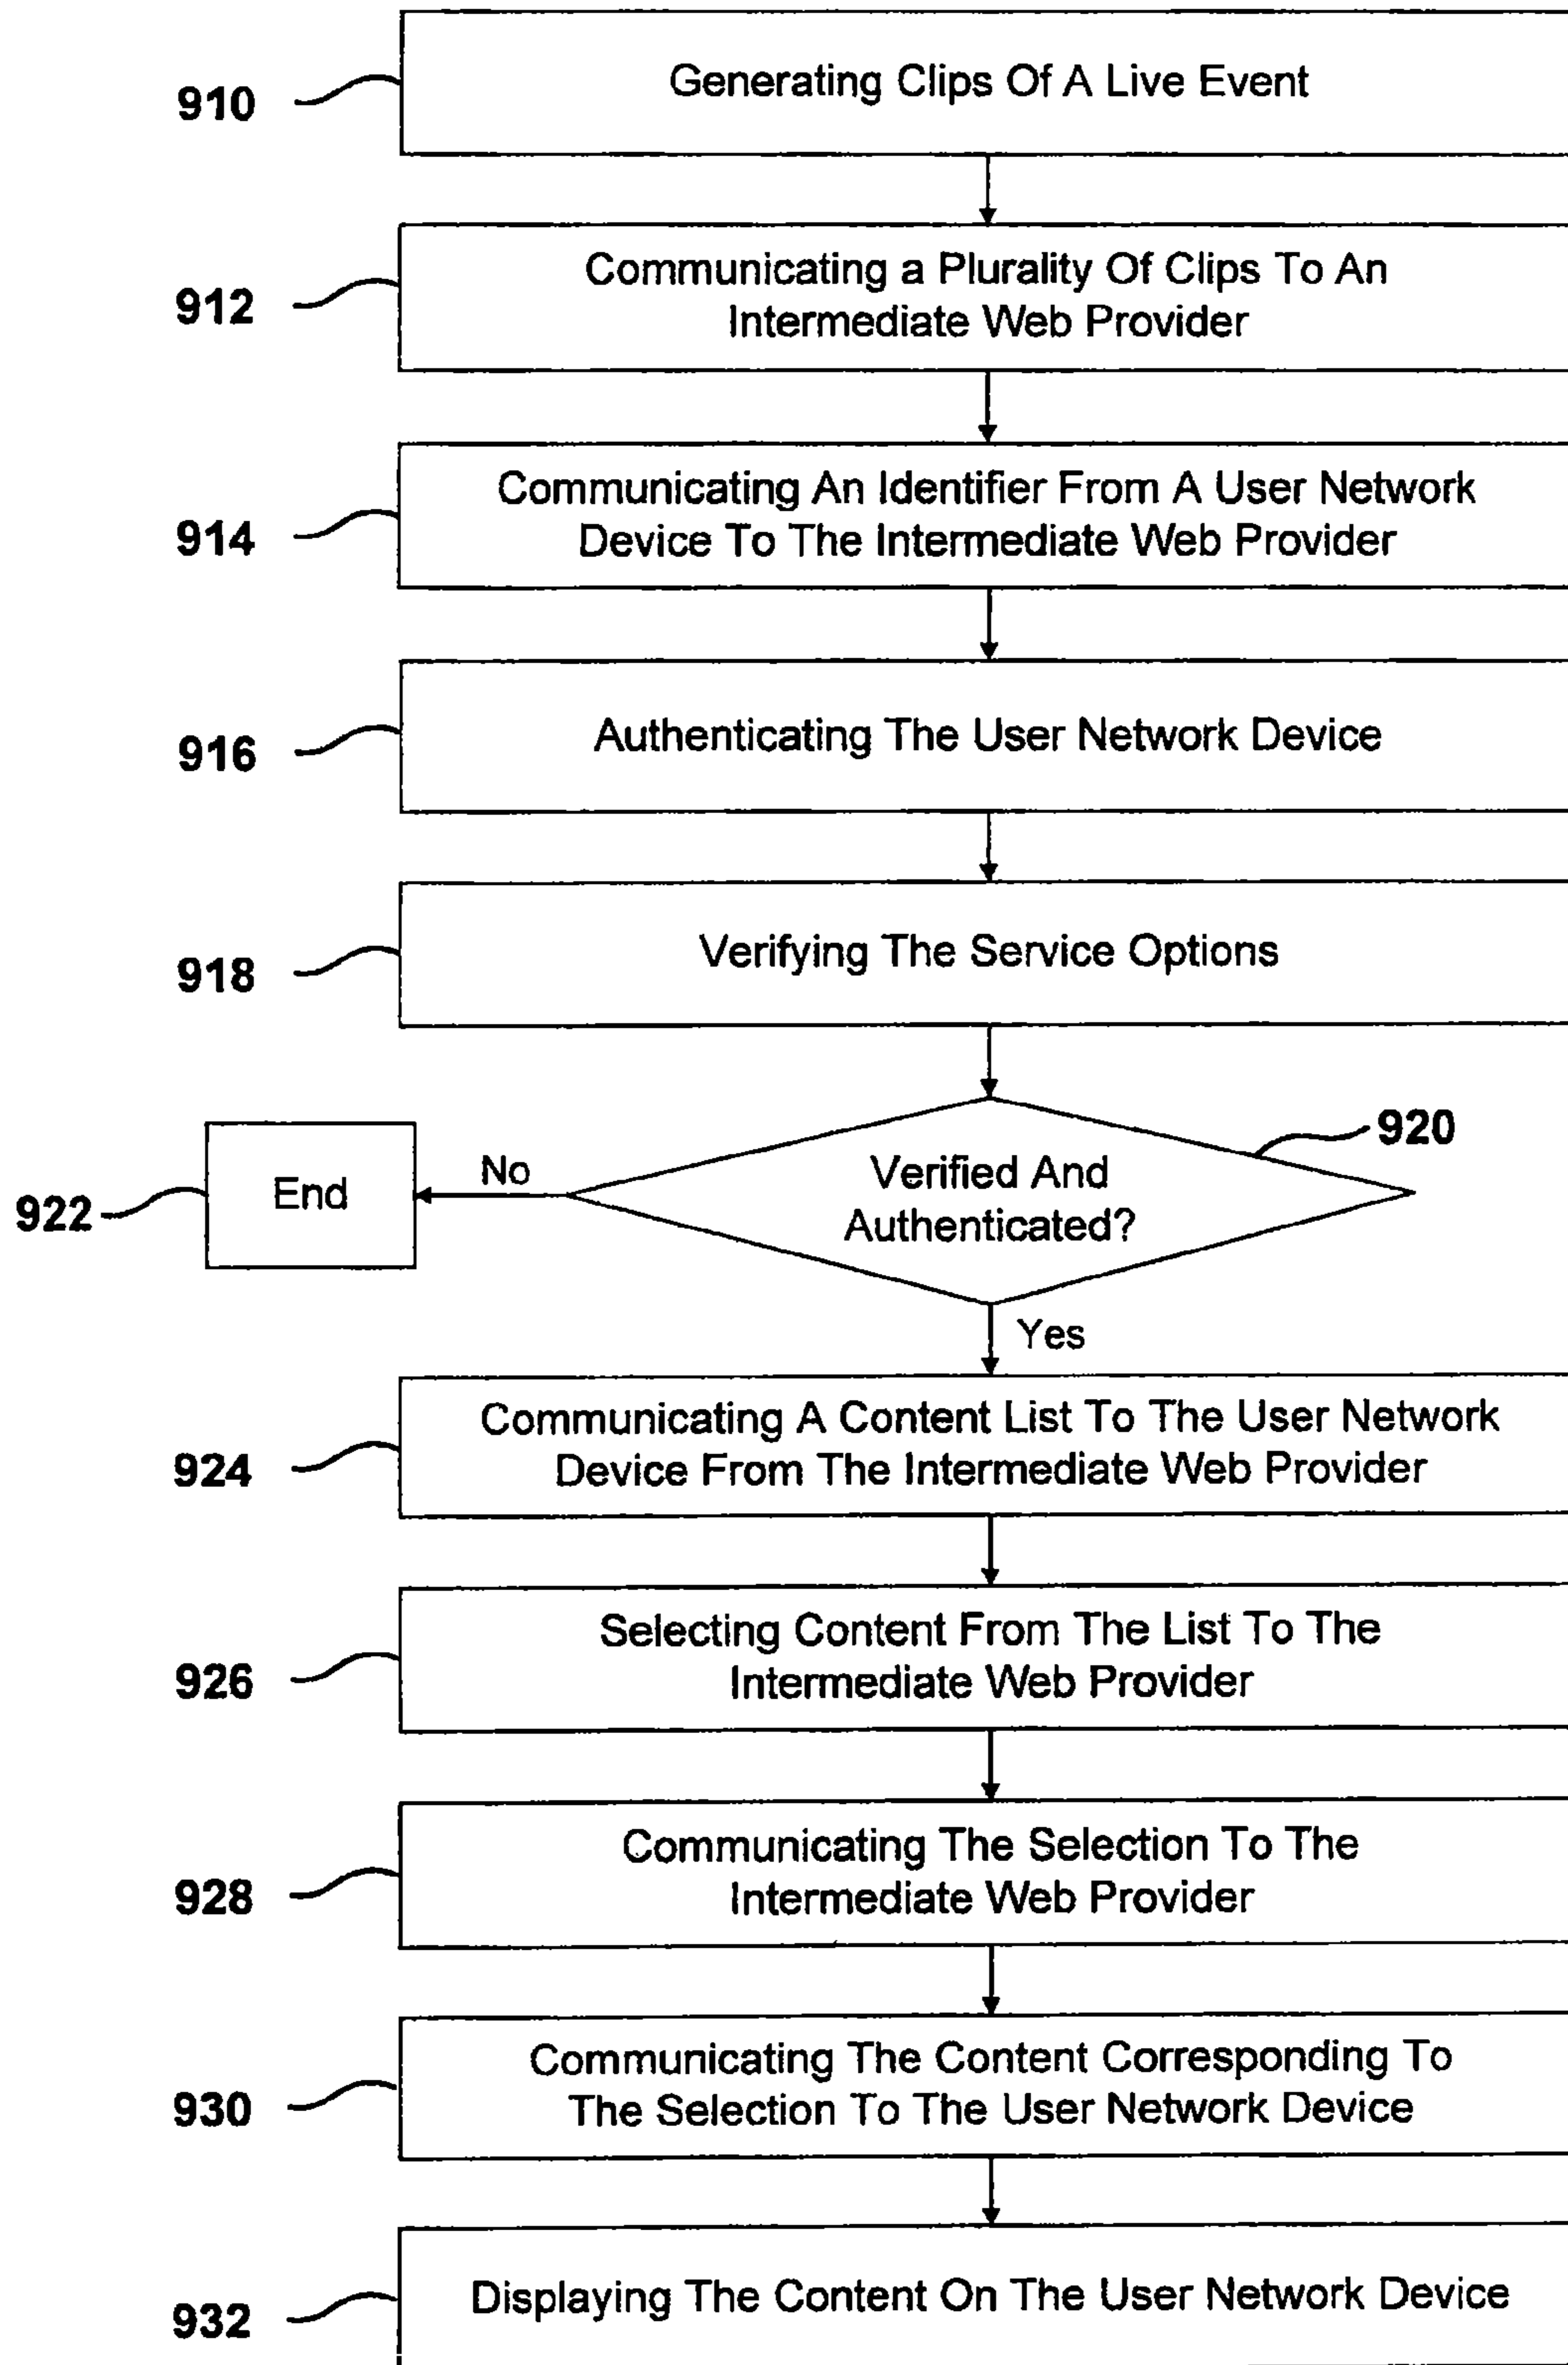 910
Generating Clips Of A Live Event
912
Communicating a Plurality Of Clips To An
Intermediate Web Provider
914
Communicating An Identifier From A User Network
Device To The Intermediate Web Provider
916
Authenticating The User Network Device
918
Verifying The Service Options
920
Verified And
Authenticated?
No
End
922
Yes
924
Communicating A Content List To The User Network
Device From The Intermediate Web Provider
926
Selecting Content From The List To The
Intermediate Web Provider
928
Communicating The Selection To The
Intermediate Web Provider
930
Communicating The Content Corresponding To
The Selection To The User Network Device
932
Displaying The Content On The User Network Device